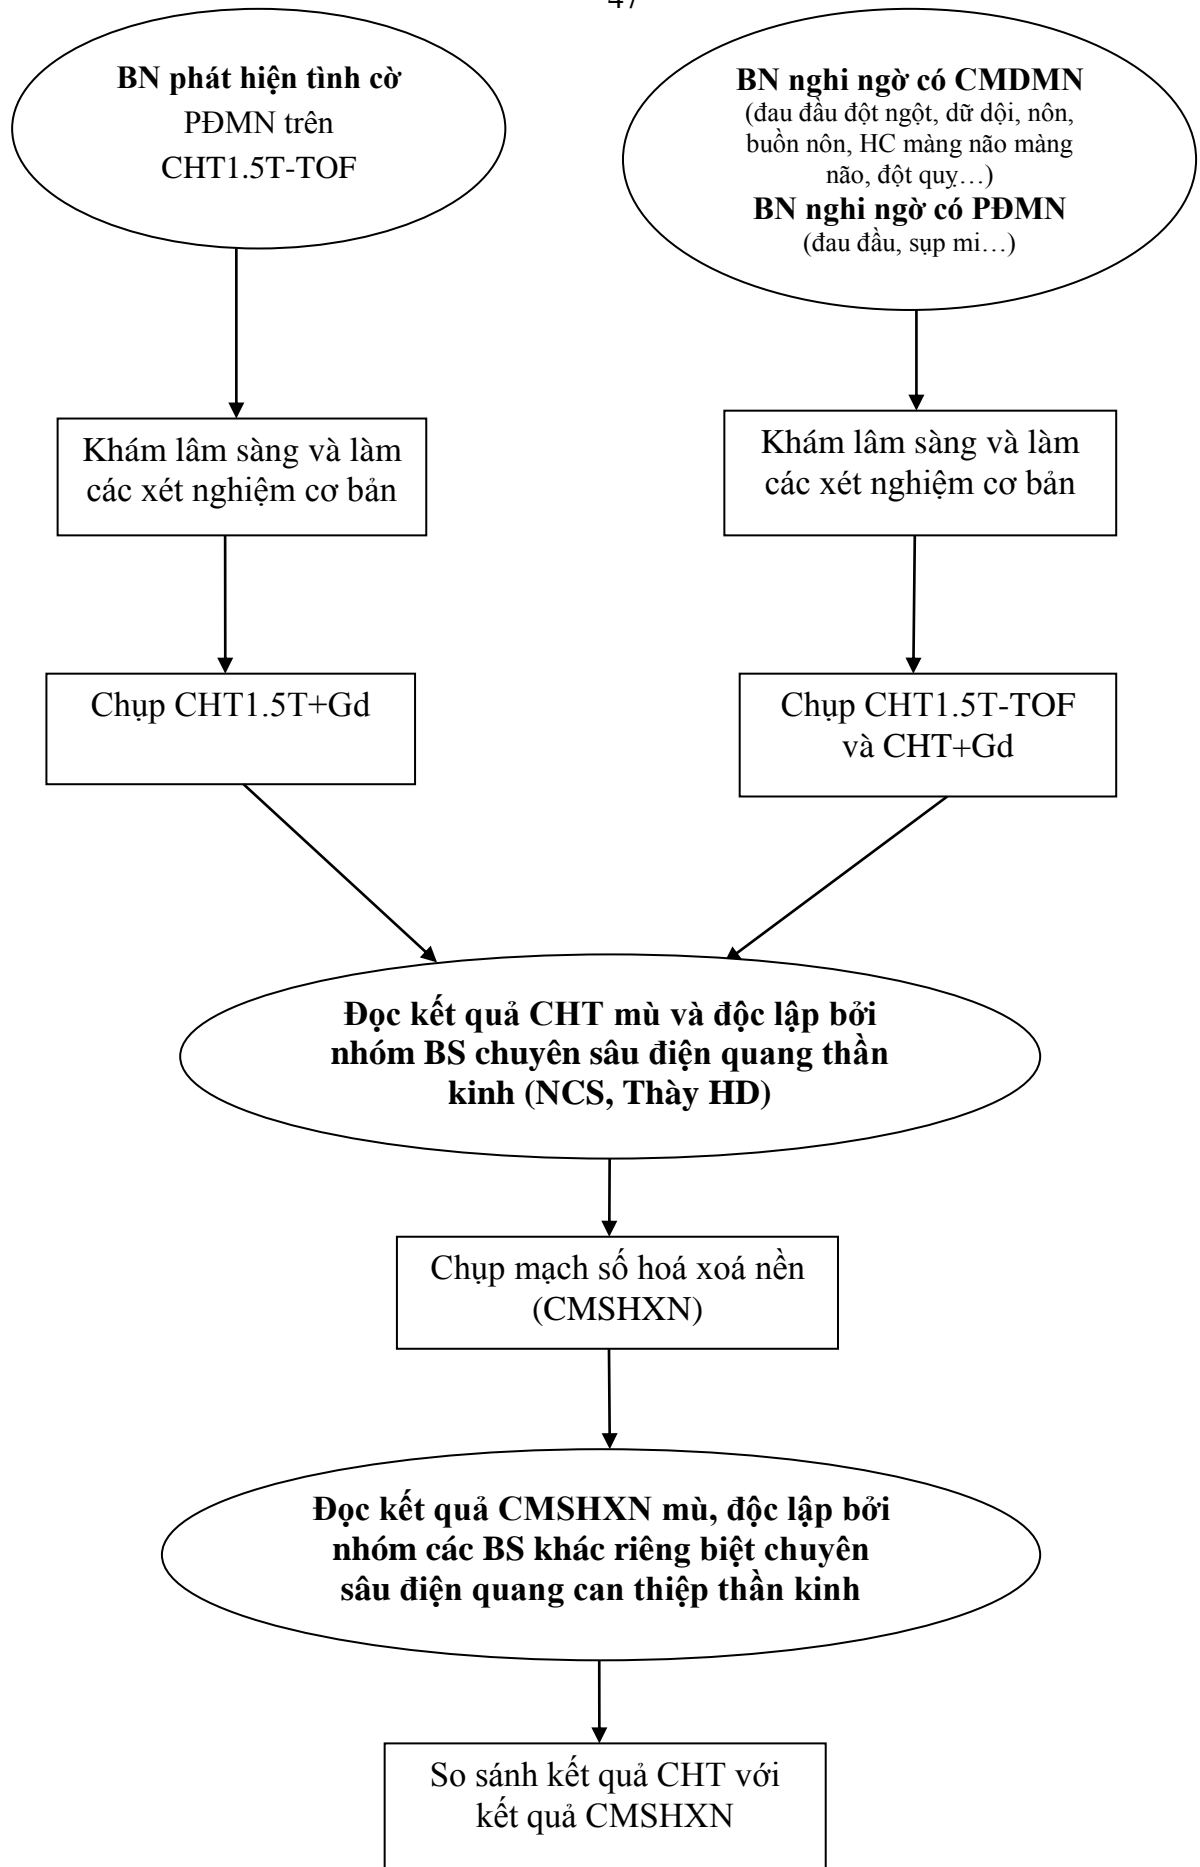 47
BN phát hiện tình cờ
PĐMN trên
CHT1.5T-TOF
BN nghi ngờ có CMDMN
(đau đầu đột ngột, dữ dội, nôn,
buồn nôn, HC màng não màng
não, đột quỵ…)
BN nghi ngờ có PĐMN
(đau đầu, sụp mi…)
Khám lâm sàng và làm
các xét nghiệm cơ bản
Khám lâm sàng và làm
các xét nghiệm cơ bản
Chụp CHT1.5T+Gd
Chụp CHT1.5T-TOF
và CHT+Gd
Đọc kết quả CHT mù và độc lập bởi
nhóm BS chuyên sâu điện quang thần
kinh (NCS, Thày HD)
Chụp mạch số hoá xoá nền
(CMSHXN)
Đọc kết quả CMSHXN mù, độc lập bởi
nhóm các BS khác riêng biệt chuyên
sâu điện quang can thiệp thần kinh
So sánh kết quả CHT với
kết quả CMSHXN